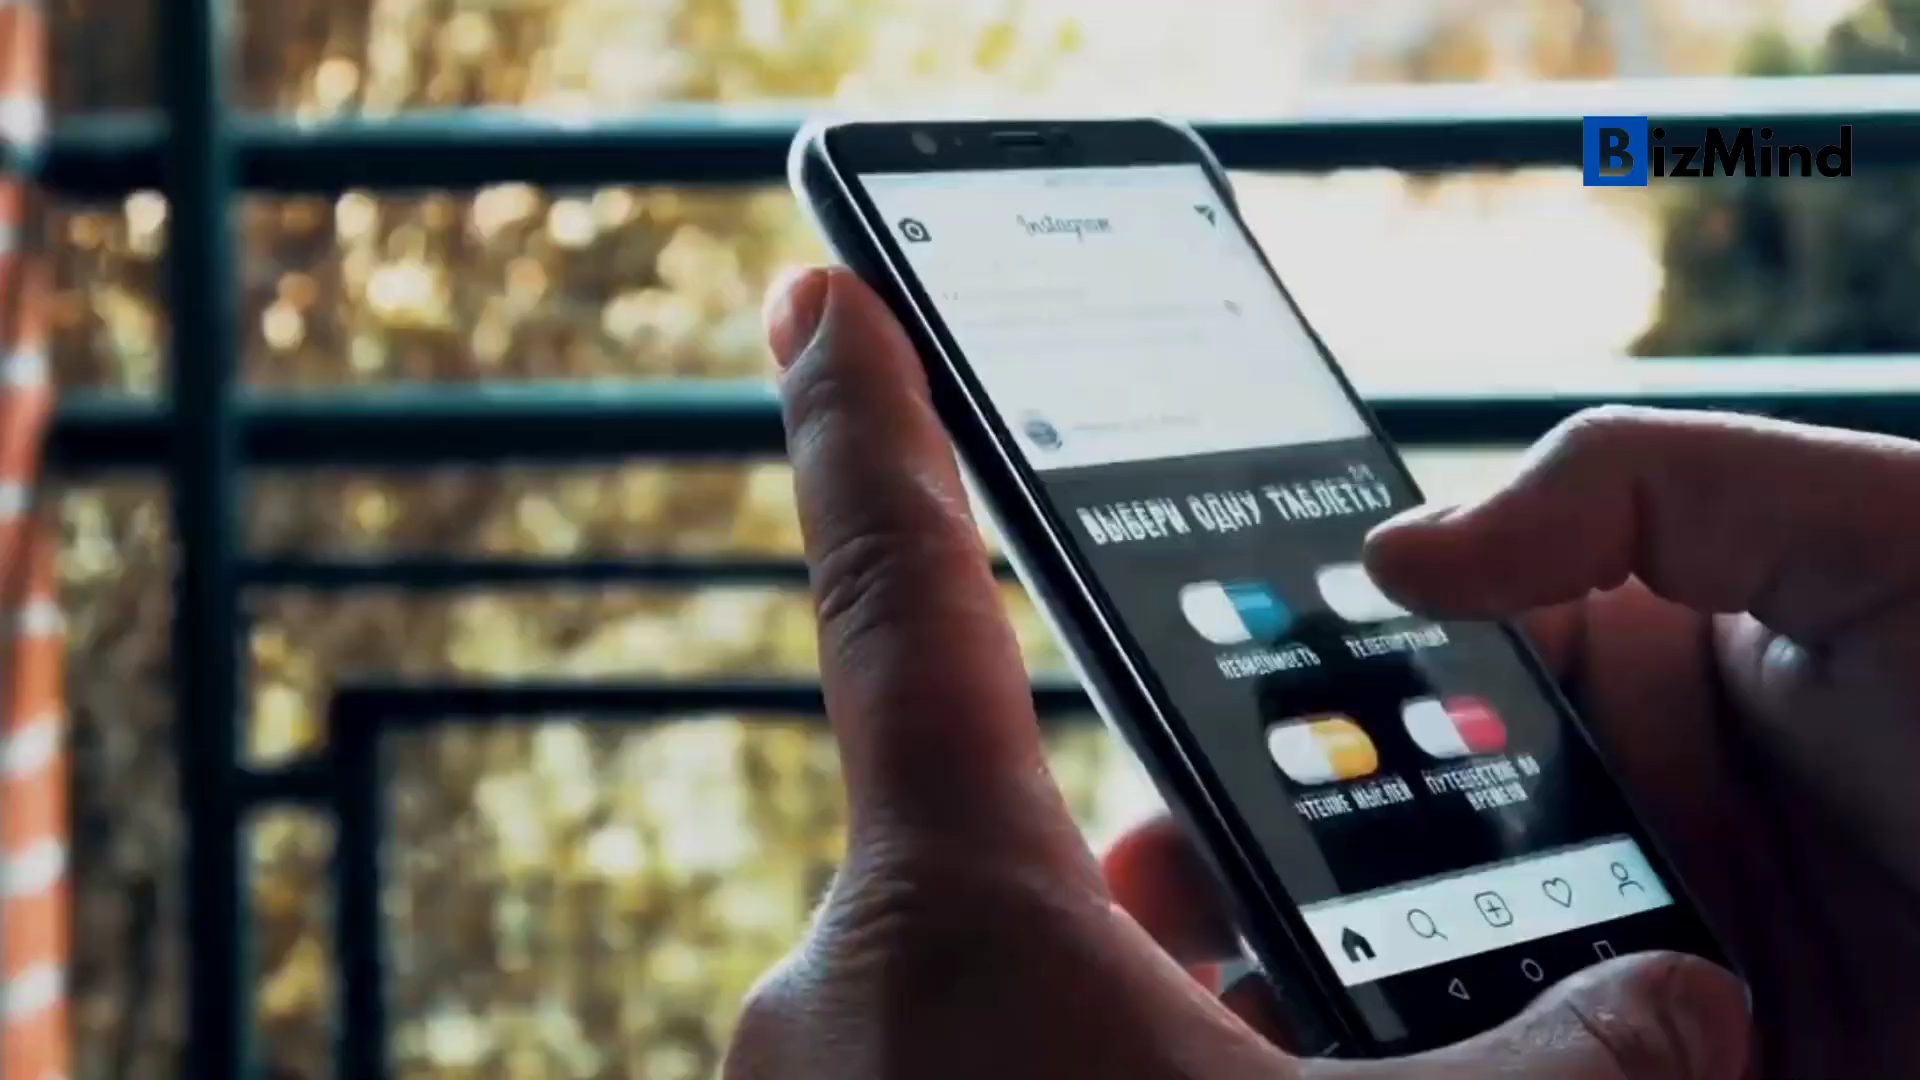 BizMind
Instagram
ВЫБЕРИ ОДНУ ТАБЛЕТКУ
НЕВИДИМОСТЬ
ТЕЛЕПОРТАЦИЯ
ЧТЕНИЕ МЫСЛЕЙ
ПУТЕШЕСТВИЕ ВО
ВРЕМЕНИ